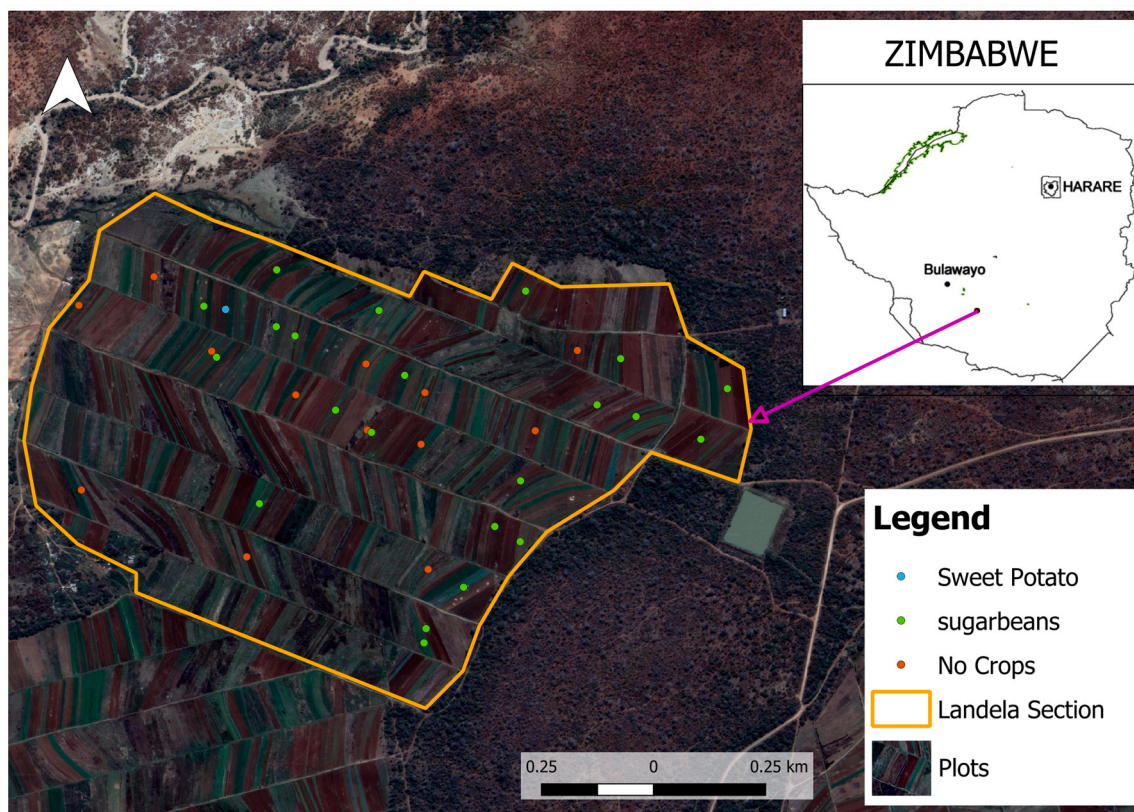 ZIMBABWE
HARARE
Bulawayo
Legend
Sweet Potato
sugarbeans
No Crops
Landela Section
Plots
0.25 0 0.25 km